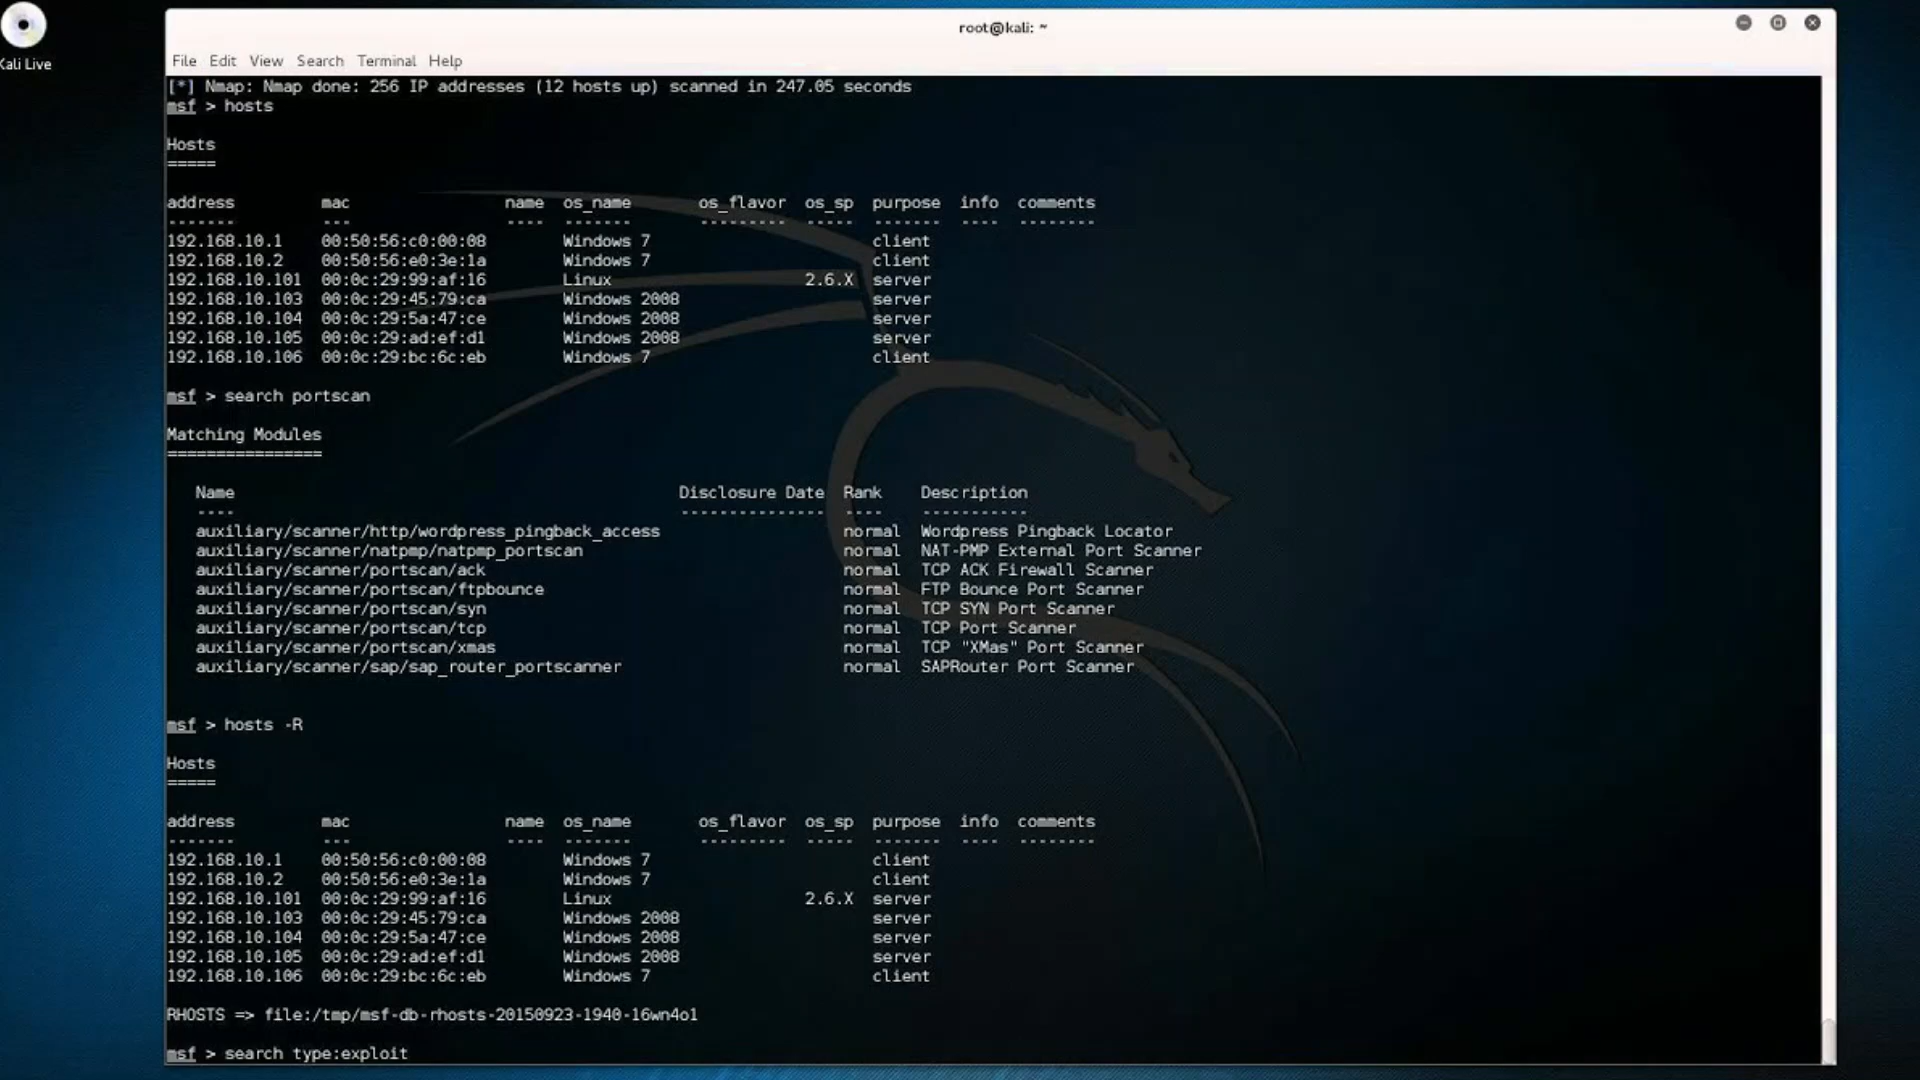 root@kali: ~
Kali Live
File Edit View Search Terminal Help
[*] Nmap: Nmap done: 256 IP addresses (12 hosts up) scanned in 247.05 seconds
msf > hosts
Hosts
=====
address mac name os_name os_flavor os_sp purpose info comments
------- --- ---- ------- --------- ----- ------- ---- --------
192.168.10.1 00:50:56:c0:00:08 Windows 7 client
192.168.10.2 00:50:56:e0:3e:1a Windows 7 client
192.168.10.101 00:0c:29:99:af:16 Linux 2.6.X server
192.168.10.103 00:0c:29:45:79:ca Windows 2008 server
192.168.10.104 00:0c:29:5a:47:ce Windows 2008 server
192.168.10.105 00:0c:29:ad:ef:d1 Windows 2008 server
192.168.10.106 00:0c:29:bc:6c:eb Windows 7 client
msf > search portscan
Matching Modules
================
Name Disclosure Date Rank Description
---- --------------- ---- -----------
auxiliary/scanner/http/wordpress_pingback_access normal Wordpress Pingback Locator
auxiliary/scanner/natpmp/natpmp_portscan normal NAT-PMP External Port Scanner
auxiliary/scanner/portscan/ack normal TCP ACK Firewall Scanner
auxiliary/scanner/portscan/ftpbounce normal FTP Bounce Port Scanner
auxiliary/scanner/portscan/syn normal TCP SYN Port Scanner
auxiliary/scanner/portscan/tcp normal TCP Port Scanner
auxiliary/scanner/portscan/xmas normal TCP "XMas" Port Scanner
auxiliary/scanner/sap/sap_router_portscanner normal SAPRouter Port Scanner
msf > hosts -R
Hosts
=====
address mac name os_name os_flavor os_sp purpose info comments
------- --- ---- ------- --------- ----- ------- ---- --------
192.168.10.1 00:50:56:c0:00:08 Windows 7 client
192.168.10.2 00:50:56:e0:3e:1a Windows 7 client
192.168.10.101 00:0c:29:99:af:16 Linux 2.6.X server
192.168.10.103 00:0c:29:45:79:ca Windows 2008 server
192.168.10.104 00:0c:29:5a:47:ce Windows 2008 server
192.168.10.105 00:0c:29:ad:ef:d1 Windows 2008 server
192.168.10.106 00:0c:29:bc:6c:eb Windows 7 client
RHOSTS => file:/tmp/msf-db-rhosts-20150923-1940-16wn4o1
msf > search type:exploit